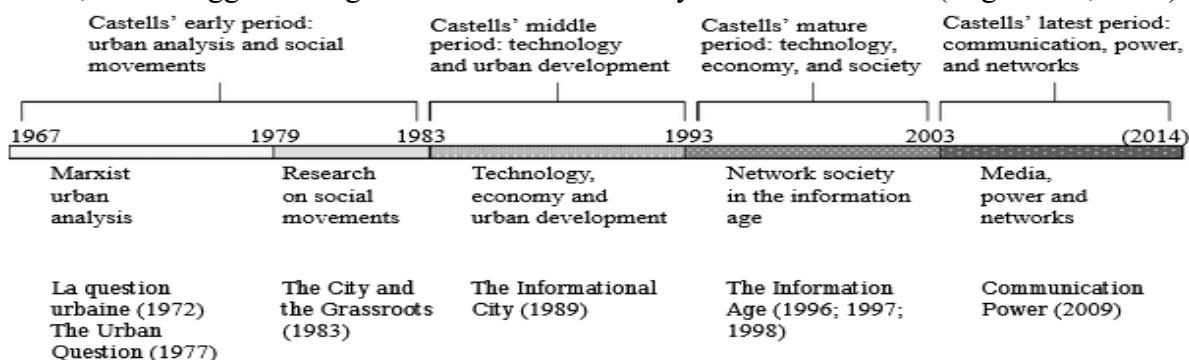 Castells’ early period:
urban analysis and social
movements
Castells’ middle
period: technology
and urban development
Castells’ mature
period: technology,
economy, and society
Castells’ latest period:
communication, power,
and networks
1967 1979 1983 1993 2003 (2014)
Marxist
urban
analysis
Research
on social
movements
Technology,
economy and
urban development
Network society
in the information
age
Media,
power and
networks
La question
urbaine (1972)
The Urban
Question (1977)
The City and
the Grassroots
(1983)
The Informational
City (1989)
The Information
Age (1996; 1997;
1998)
Communication
Power (2009)